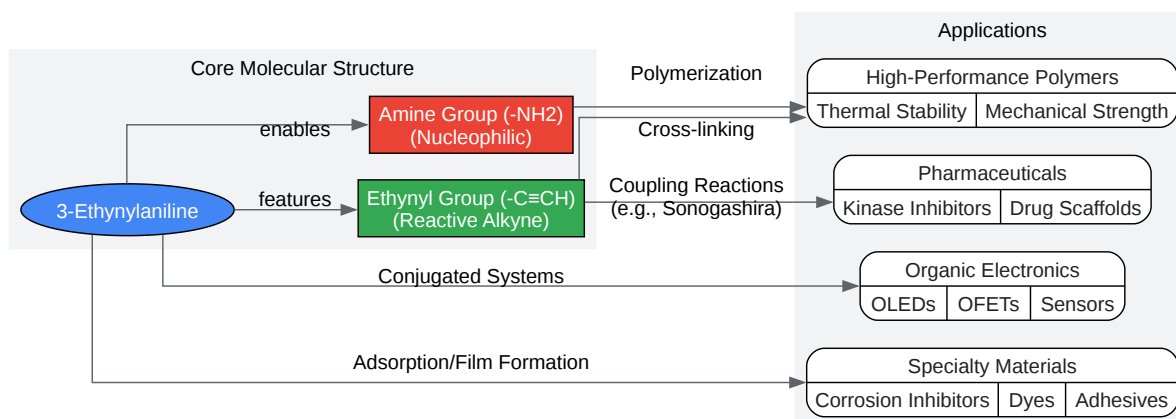 Applications
Core Molecular Structure
Polymerization
High-Performance Polymers
Thermal Stability
Mechanical Strength
enables
Amine Group (-NH2)
(Nucleophilic)
Cross-linking
3-Ethynylaniline
features
Ethynyl Group (-C≡CH)
(Reactive Alkyne)
Coupling Reactions
(e.g., Sonogashira)
Pharmaceuticals
Kinase Inhibitors
Drug Scaffolds
Conjugated Systems
Organic Electronics
OLEDs
OFETs
Sensors
Adsorption/Film Formation
Specialty Materials
Corrosion Inhibitors
Dyes
Adhesives